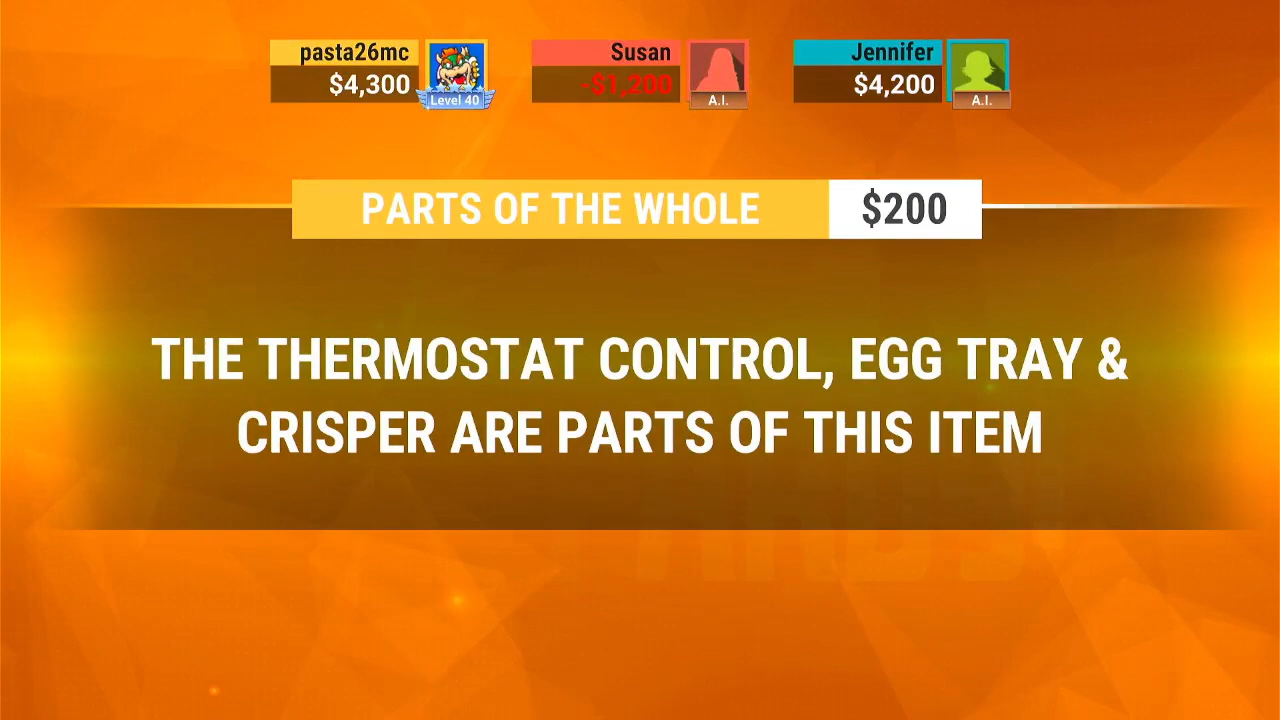 pasta26mc
$4,300
Level 40
Susan
-$1,200
A.I.
Jennifer
$4,200
A.I.
PARTS OF THE WHOLE $200
THE THERMOSTAT CONTROL, EGG TRAY &
CRISPER ARE PARTS OF THIS ITEM